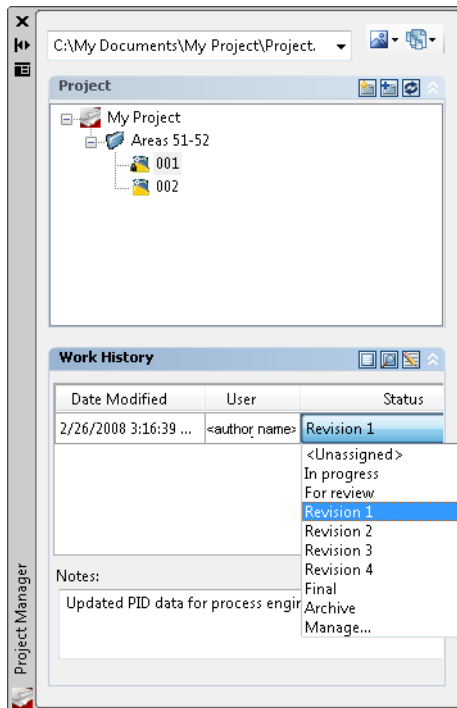 C:\My Documents\My Project\Project.
Project
My Project
Areas 51-52
001
002
Work History
Date Modified User Status
2/26/2008 3:16:39 ... <author name> Revision 1
<Unassigned>
In progress
For review
Revision 1
Revision 2
Revision 3
Revision 4
Final
Archive
Manage...
Notes:
Updated PID data for process engin
Project Manager